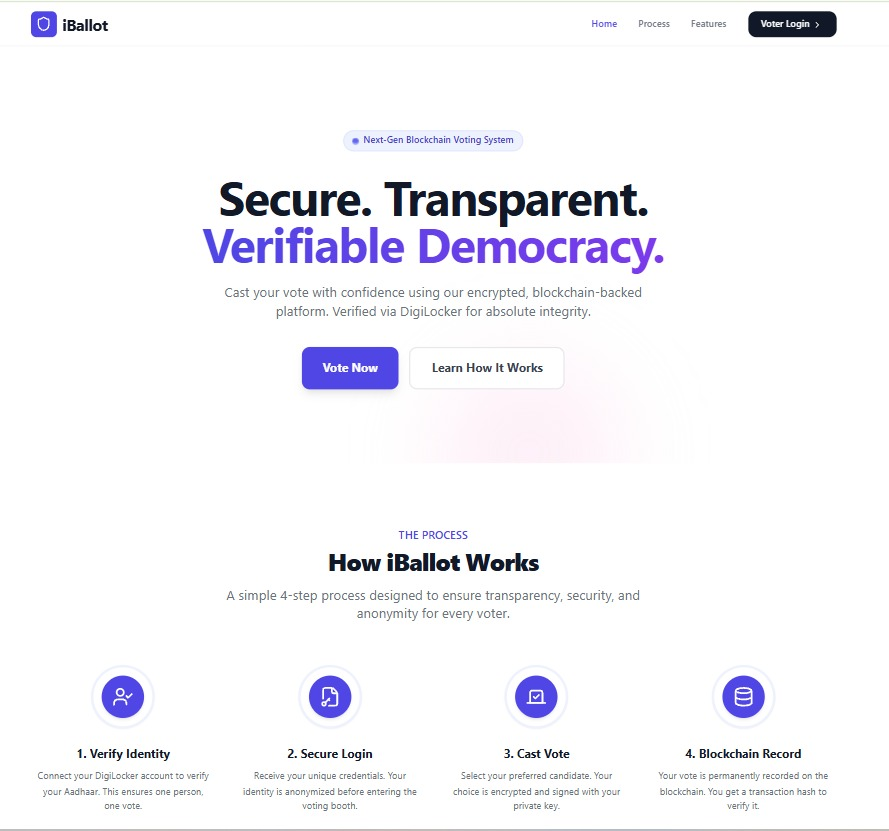 iBallot
Home
Process
Features
Voter Login
Next-Gen Blockchain Voting System
Secure. Transparent.
Verifiable Democracy.
Cast your vote with confidence using our encrypted, blockchain-backed
platform. Verified via DigiLocker for absolute integrity.
Vote Now
Learn How It Works
THE PROCESS
How iBallot Works
A simple 4-step process designed to ensure transparency, security, and
anonymity for every voter.
1. Verify Identity
Connect your DigiLocker account to verify
your Aadhaar. This ensures one person,
one vote.
2. Secure Login
Receive your unique credentials. Your
identity is anonymized before entering the
voting booth.
3. Cast Vote
Select your preferred candidate. Your
choice is encrypted and signed with your
private key.
4. Blockchain Record
Your vote is permanently recorded on the
blockchain. You get a transaction hash to
verify it.